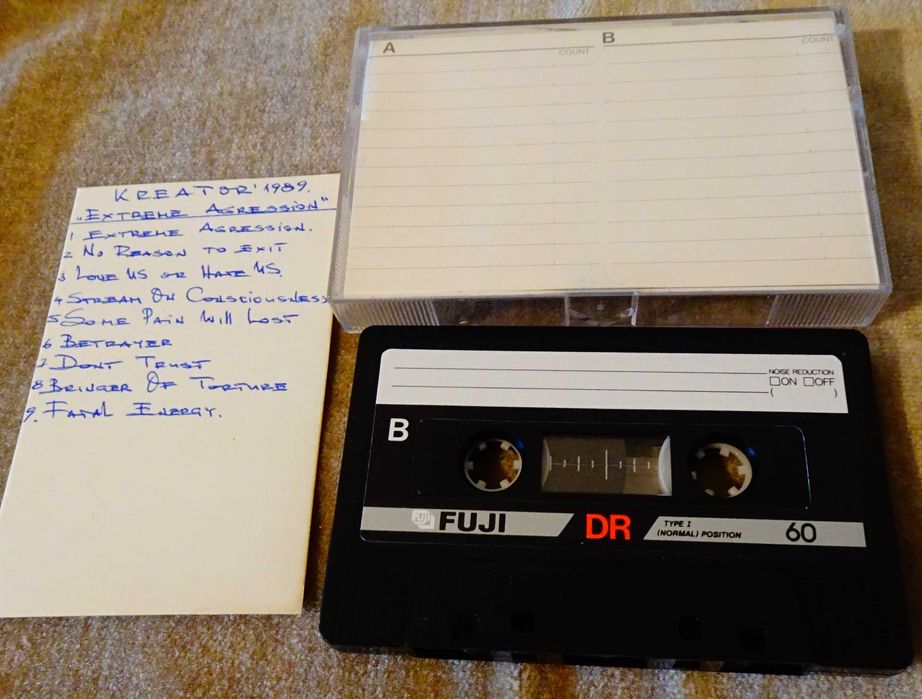 KREATOR' 1989.
"EXTREME AGRESSION"
1 EXTREME AGRESSION.
2 NO REASON TO EXIT
3 LOVE US OR HATE US.
4 STREAM ON CONSCIOUSNESS
5 SOME PAIN WILL LOST
6 BETRAYER
7 DONT TRUST
8 BRINGER OF TORTURE
9. FATAL ENERGY.
A COUNT B COUNT
NOISE REDUCTION
ON OFF
( )
B
FUJI FUJI DR TYPE I (NORMAL) POSITION 60